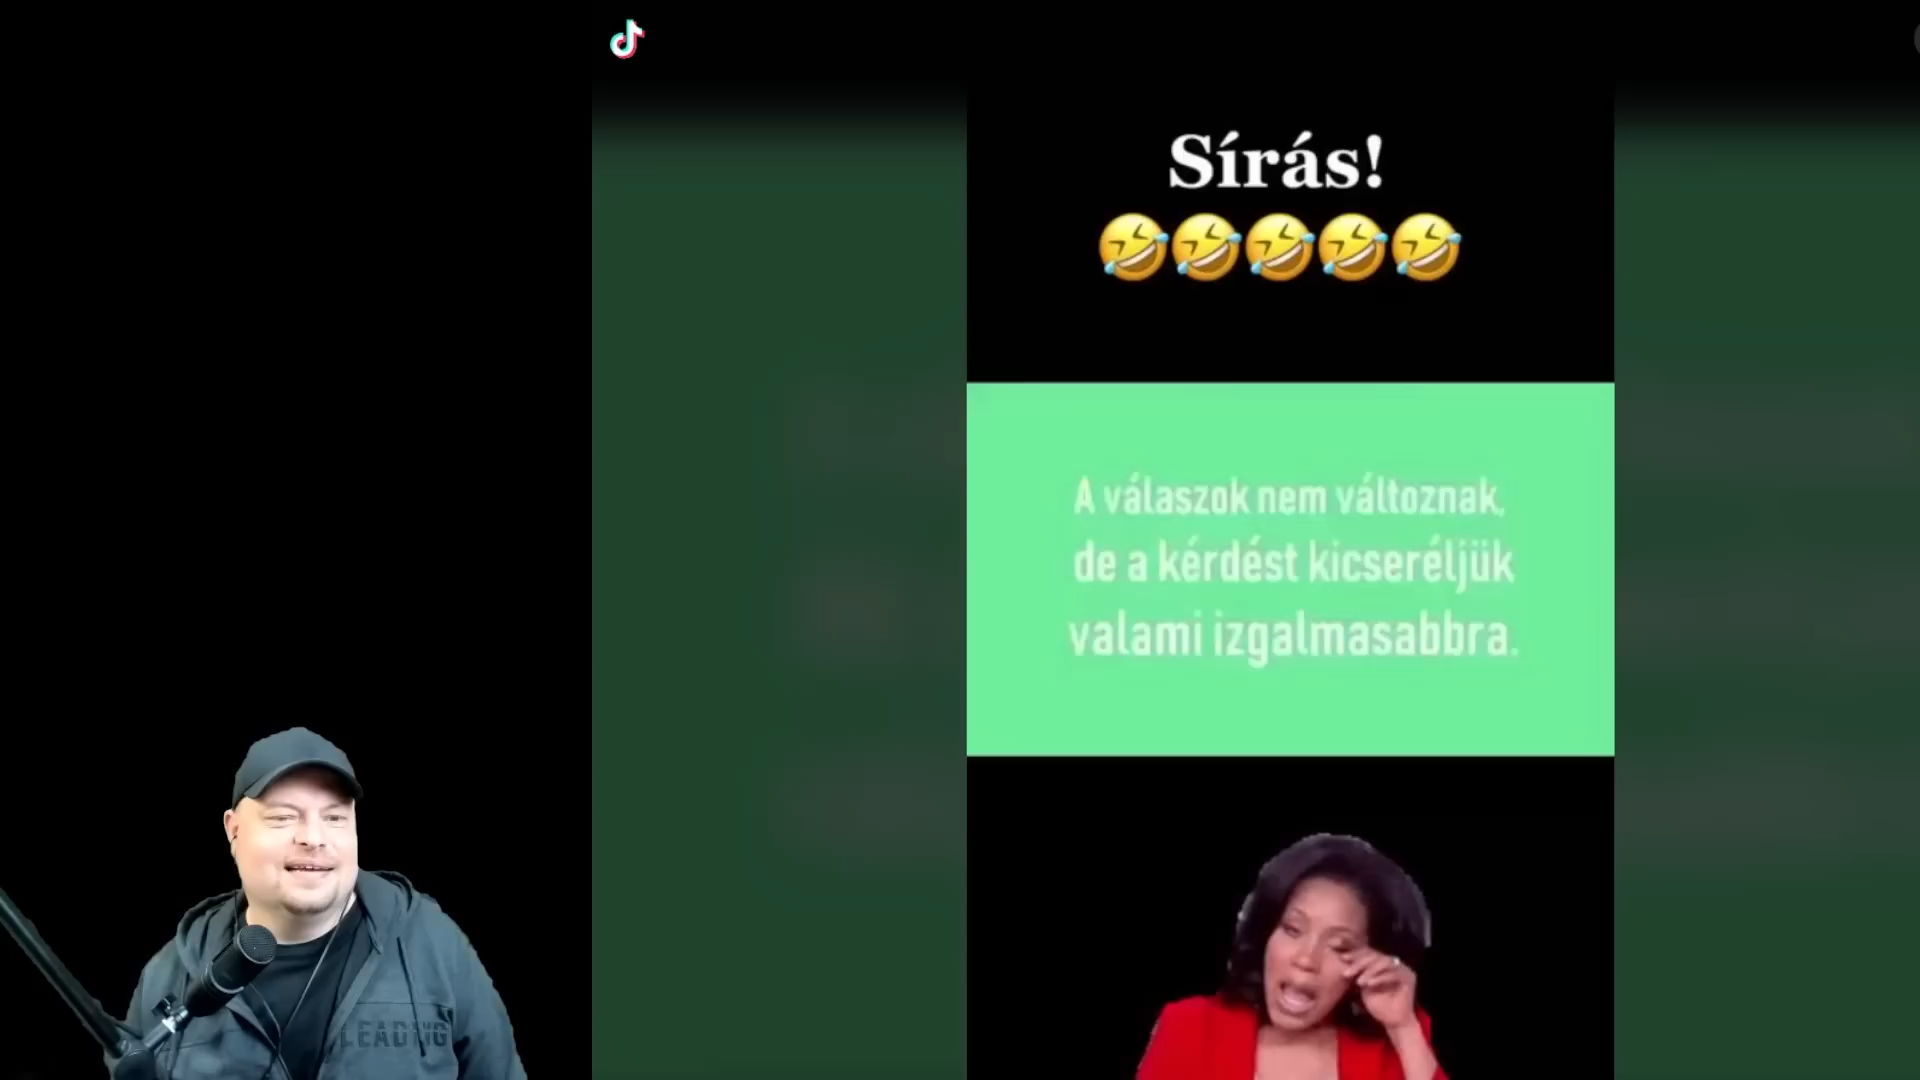 Sírás!
A válaszok nem változnak,
de a kérdést kicseréljük
valami izgalmasabbra.
LEADING